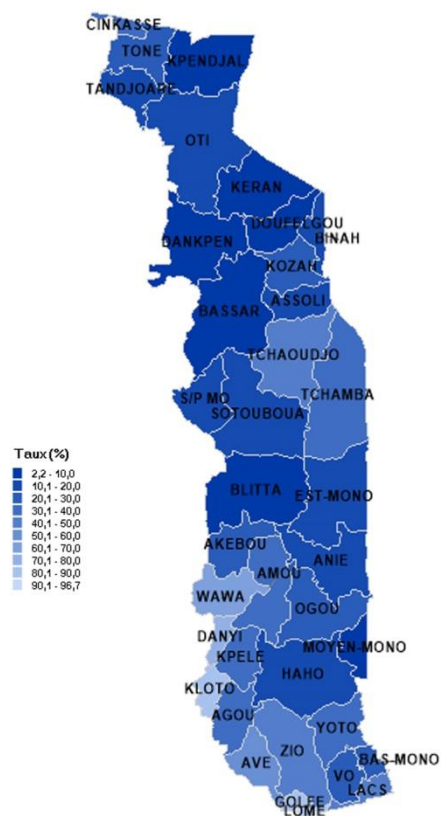 CINKASSE
TONE
KPENDJAL
TANDJOARE
OTI
KERAN
DOUFELGOU
BINAH
DANKPEN
KOZAH
ASSOLI
BASSAR
TCHAOUDJO
TCHAMBA
S/P MO
SOTOUBOUA
Taux (%)
2,2 - 10,0
10,1 - 20,0
20,1 - 30,0
30,1 - 40,0
40,1 - 50,0
50,1 - 60,0
60,1 - 70,0
70,1 - 80,0
80,1 - 90,0
90,1 - 96,7
BLITTA
EST-MONO
AKEBOU
ANIE
AMOU
WAWA
OGOU
DANYI
MOYEN-MONO
KPELE
HAHO
KLOTO
AGOU
YOTO
ZIO
BAS-MONO
AVE
VO
LACS
GOLFE
LOME